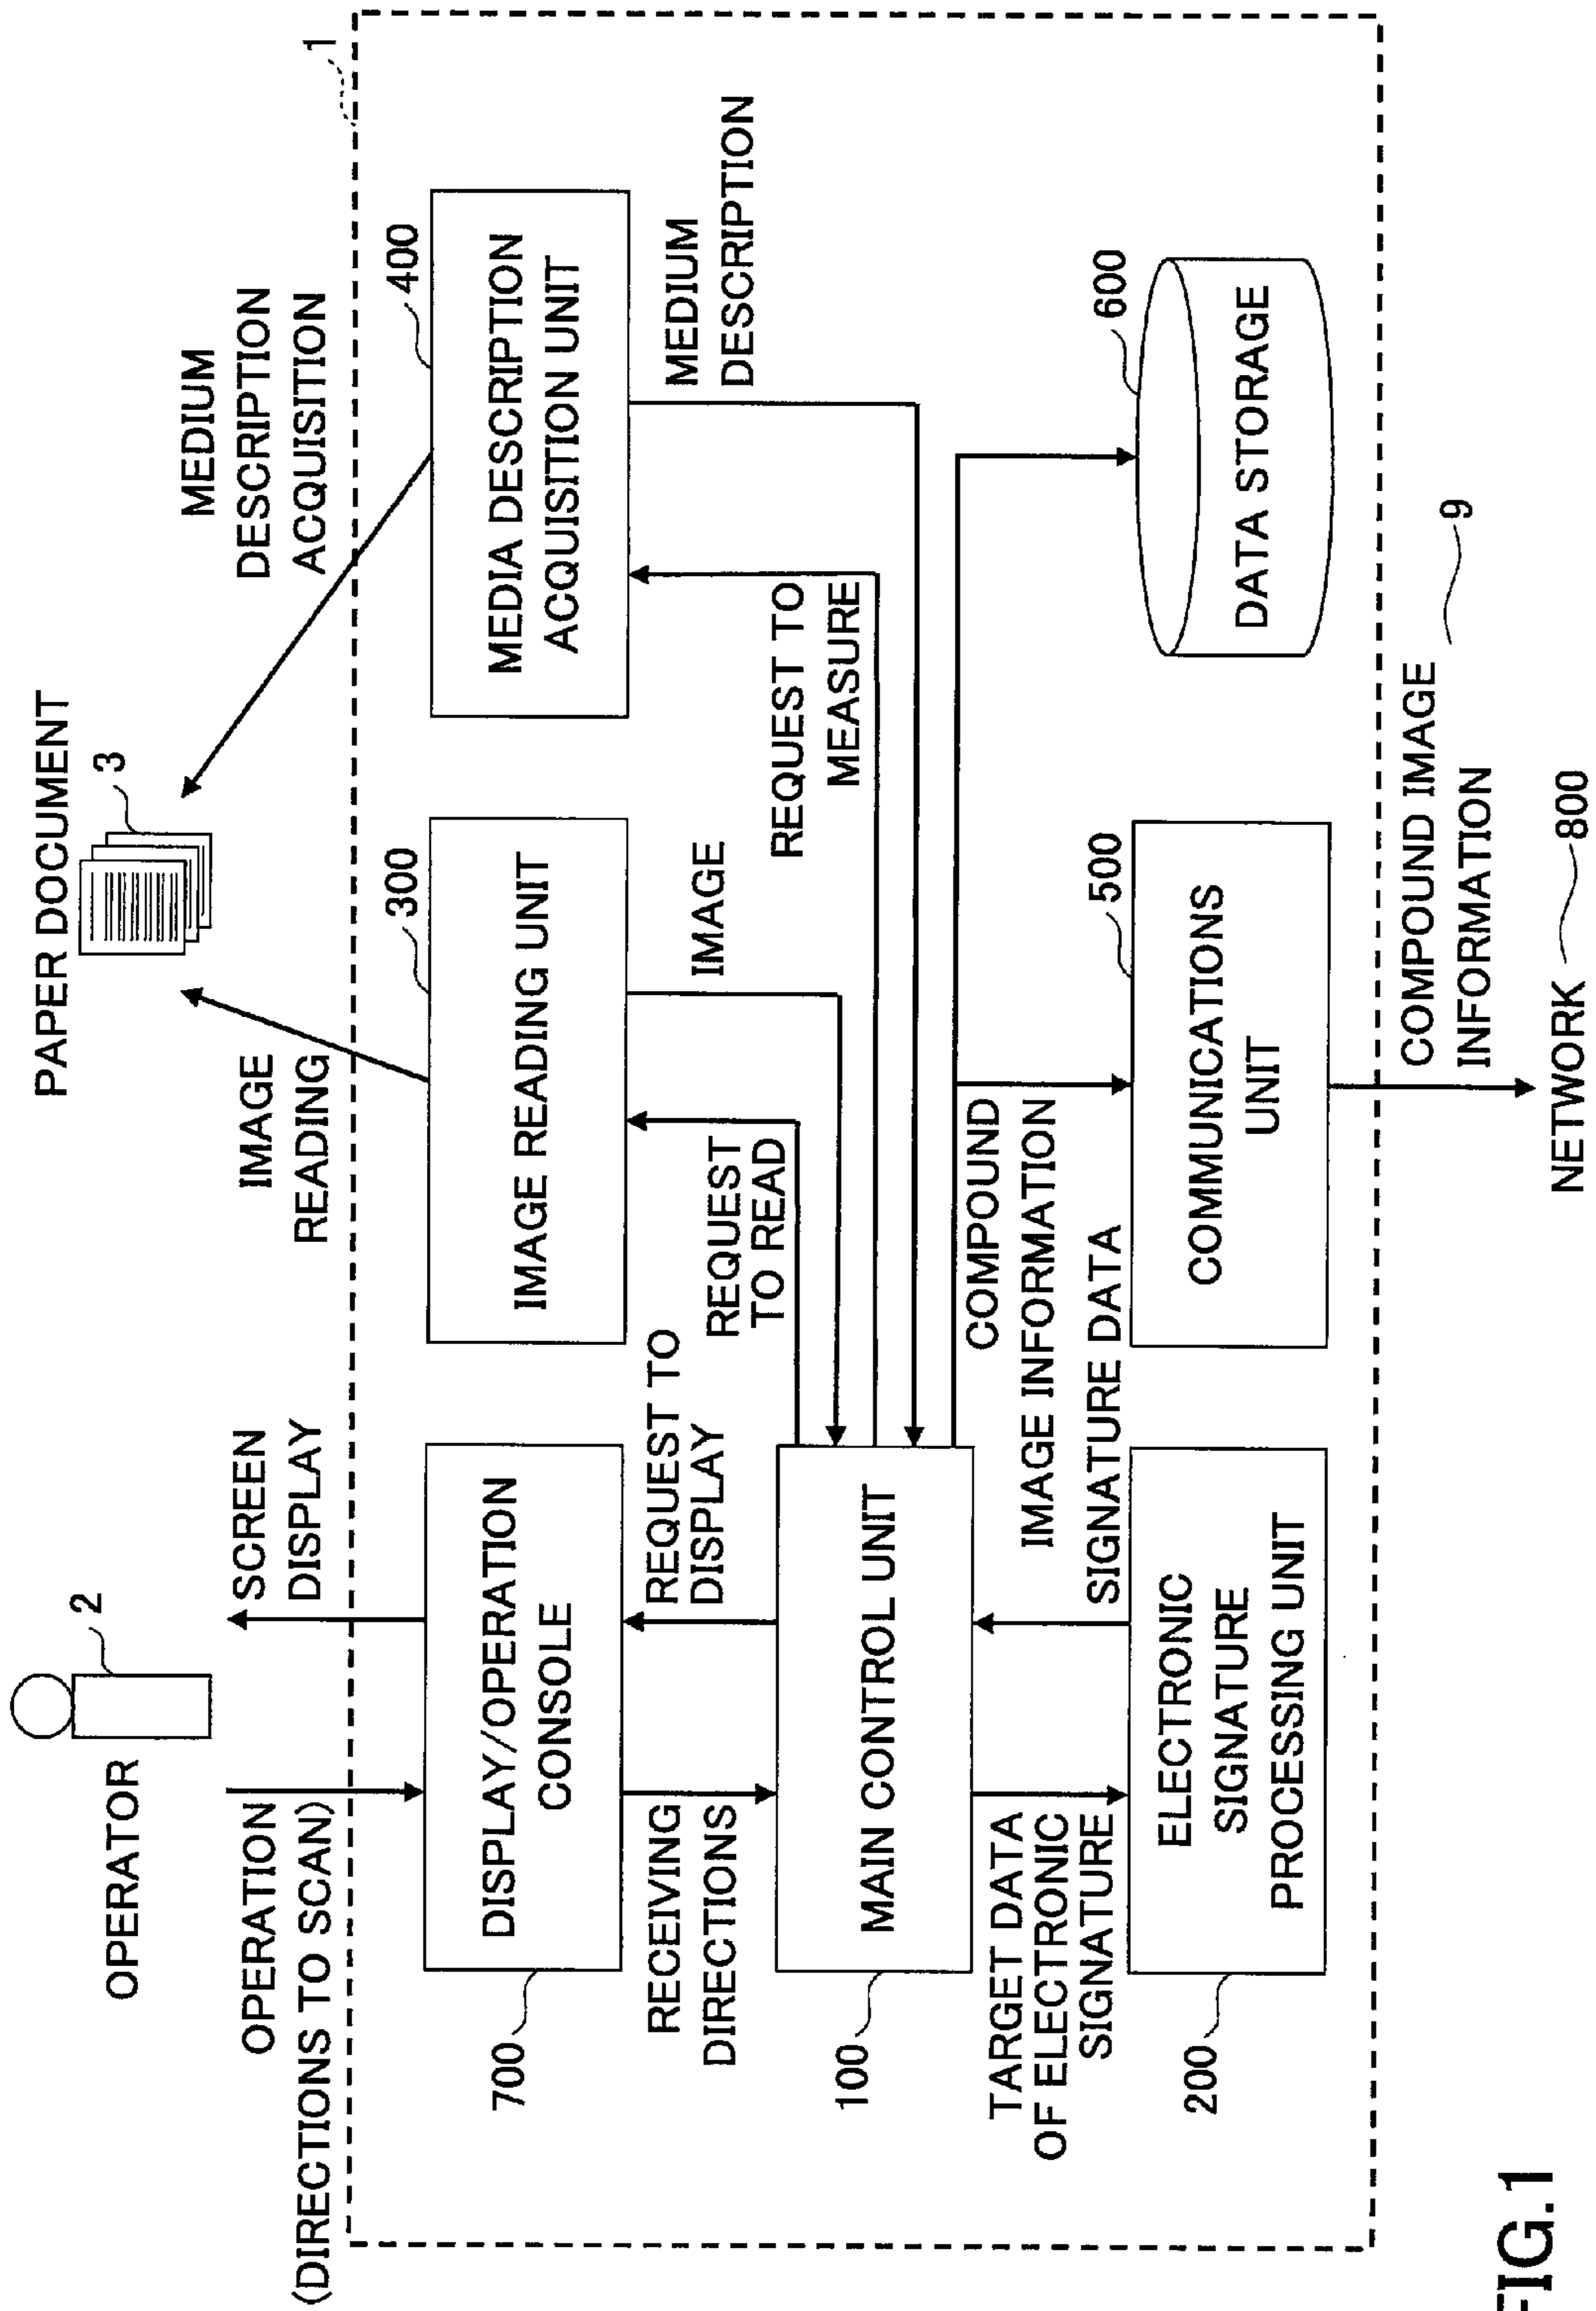 OPERATOR
2
PAPER DOCUMENT
3
OPERATION
(DIRECTIONS TO SCAN)
SCREEN
DISPLAY
IMAGE
READING
MEDIUM
DESCRIPTION
ACQUISITION
1
700
DISPLAY/OPERATION
CONSOLE
300
IMAGE READING UNIT
400
MEDIA DESCRIPTION
ACQUISITION UNIT
RECEIVING
DIRECTIONS
REQUEST TO
DISPLAY
REQUEST
TO READ
IMAGE
REQUEST TO
MEASURE
MEDIUM
DESCRIPTION
100
MAIN CONTROL UNIT
TARGET DATA
OF ELECTRONIC
SIGNATURE
SIGNATURE DATA
COMPOUND
IMAGE INFORMATION
200
ELECTRONIC
SIGNATURE
PROCESSING UNIT
500
COMMUNICATIONS
UNIT
600
DATA STORAGE
COMPOUND IMAGE
INFORMATION
9
NETWORK
800
FIG.1